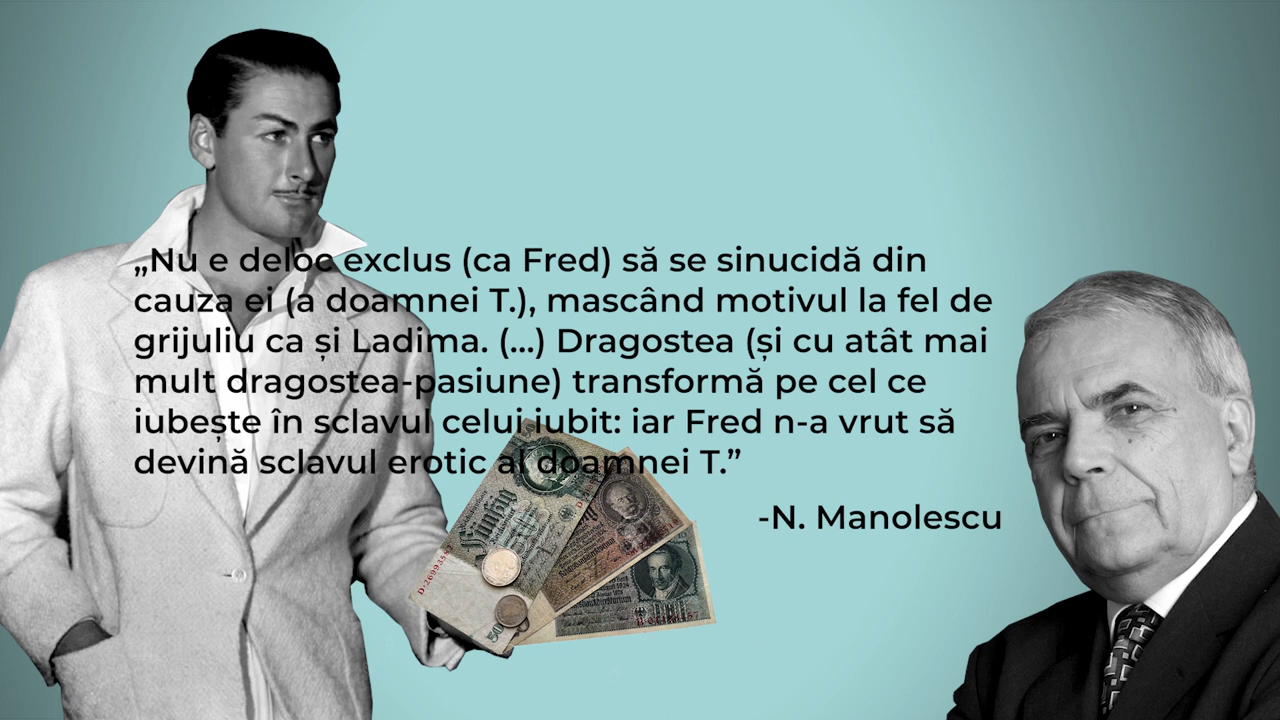 „Nu e deloc exclus (ca Fred) să se sinucidă din
cauza ei (a doamnei T.), mascând motivul la fel de
grijuliu ca și Ladima. (...) Dragostea (și cu atât mai
mult dragostea-pasiune) transformă pe cel ce
iubește în sclavul celui iubit: iar Fred n-a vrut să
devină sclavul erotic al doamnei T.”
-N. Manolescu
Fünfzig
50